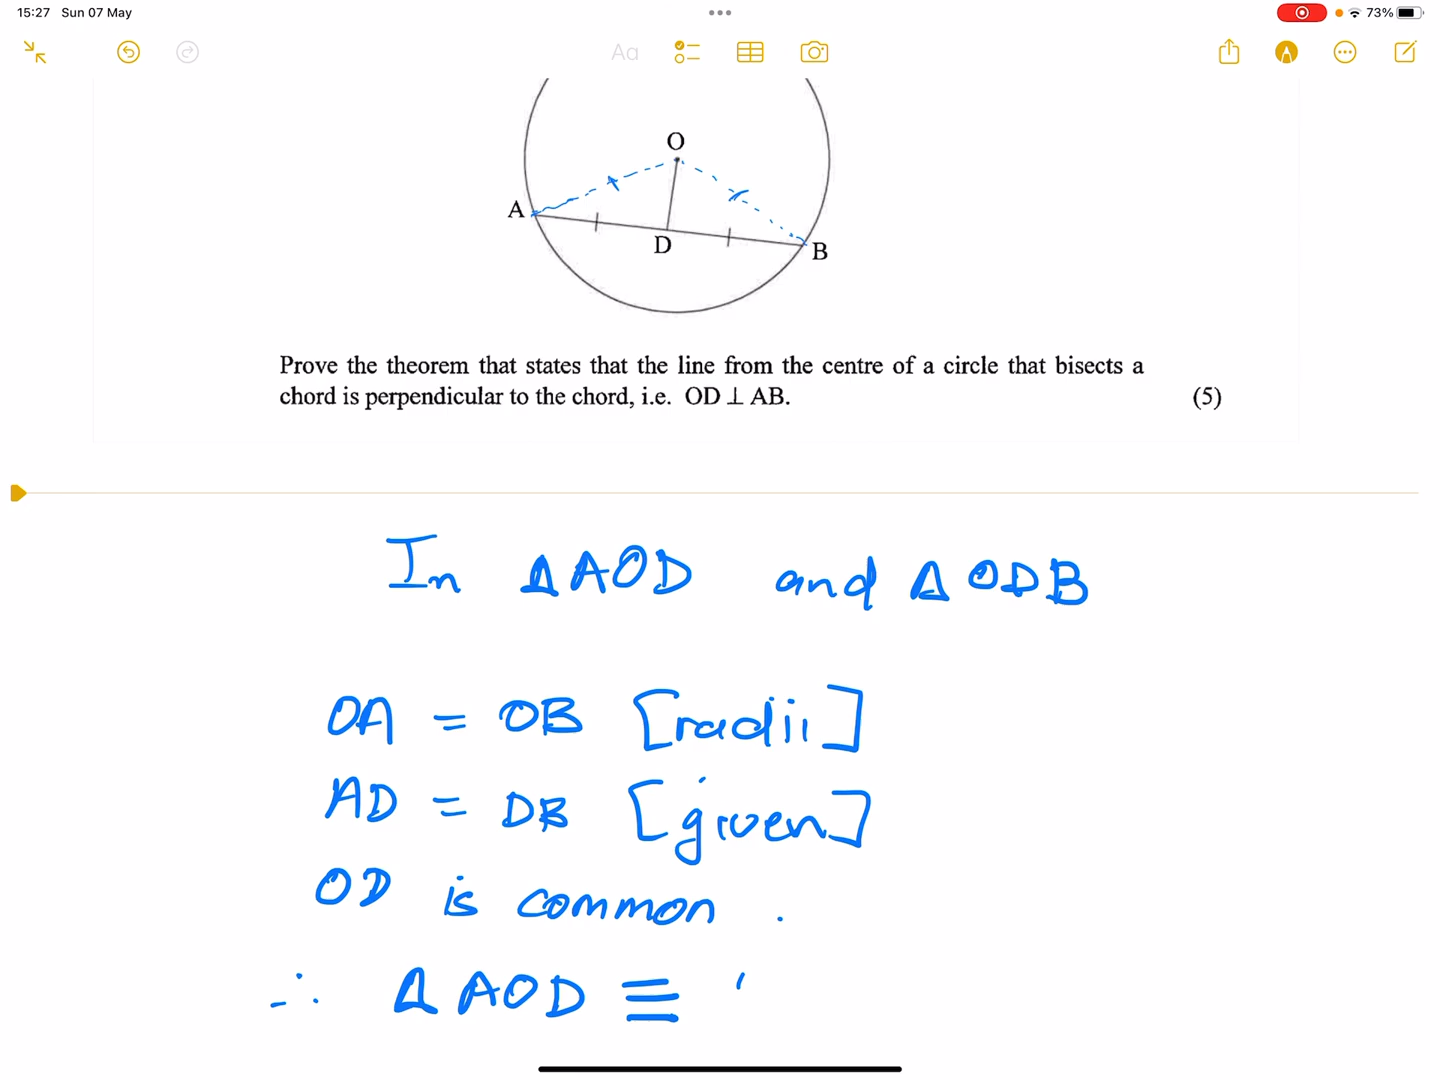 15:27 Sun 07 May
73%
Aa
O
A
D
B
Prove the theorem that states that the line from the centre of a circle that bisects a
chord is perpendicular to the chord, i.e. OD ⊥ AB. (5)
In ΔAOD and ΔODB
OA = OB [radii]
AD = DB [given]
OD is common.
∴ ΔAOD ≡